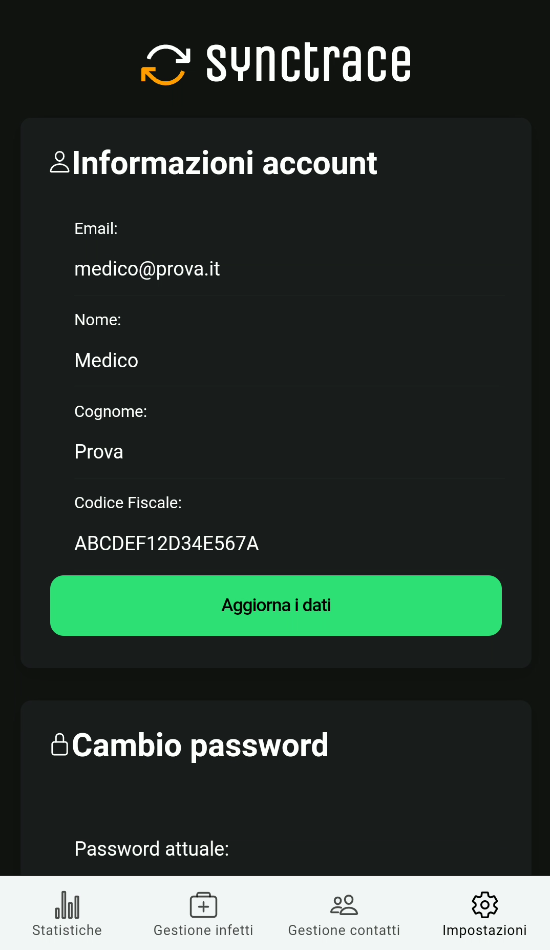 synctrace
Informazioni account
Email:
medico@prova.it
Nome:
Medico
Cognome:
Prova
Codice Fiscale:
ABCDEF12D34E567A
Aggiorna i dati
Cambio password
Password attuale:
Statistiche
Gestione infetti
Gestione contatti
Impostazioni